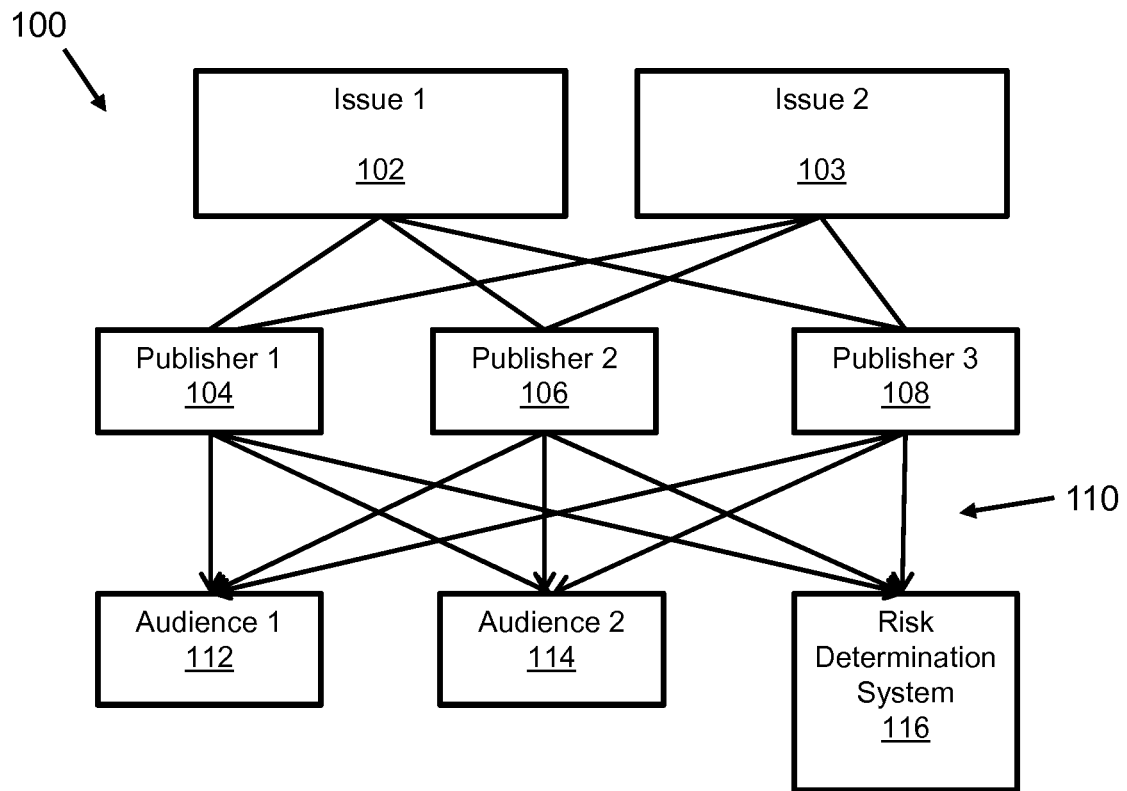 100
Issue 1
102
Issue 2
103
Publisher 1
104
Publisher 2
106
Publisher 3
108
110
Audience 1
112
Audience 2
114
Risk
Determination
System
116